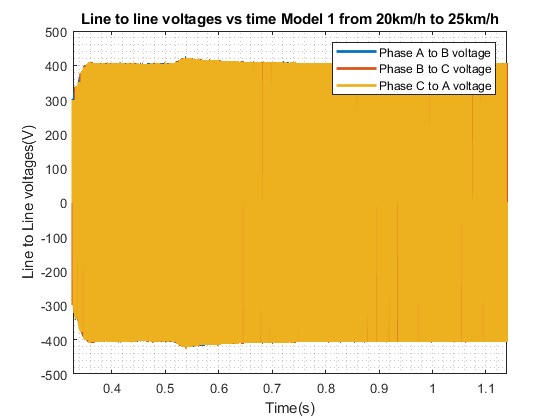 Line to line voltages vs time Model 1 from 20km/h to 25km/h
Phase A to B voltage
Phase B to C voltage
Phase C to A voltage
Line to Line voltages(V)
500
400
300
200
100
0
-100
-200
-300
-400
-500
0.4 0.5 0.6 0.7 0.8 0.9 1 1.1
Time(s)